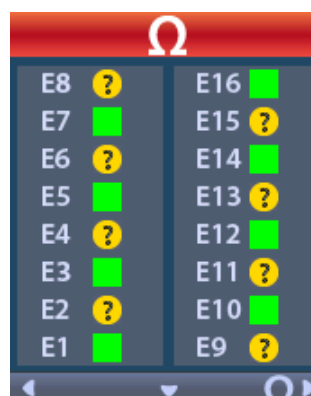 Ω
E8 ? E16
E7 E15 ?
E6 ? E14
E5 E13 ?
E4 ? E12
E3 E11 ?
E2 ? E10
E1 E9 ?
Ω